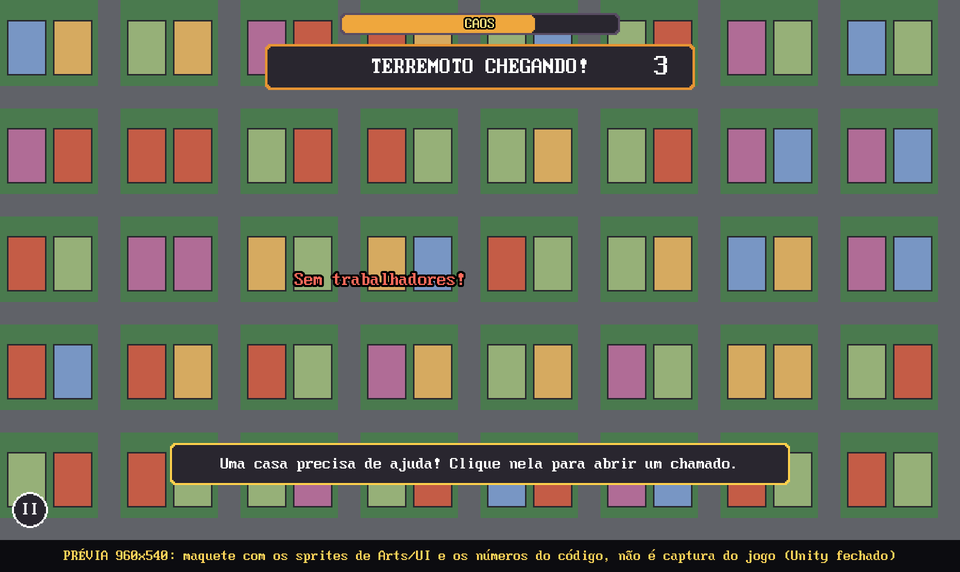 CAOS
TERREMOTO CHEGANDO! 3
Sem trabalhadores!
Uma casa precisa de ajuda! Clique nela para abrir um chamado.
PRÉVIA 960x540: maquete com os sprites de Arts/UI e os números do código, não é captura do jogo (Unity fechado)